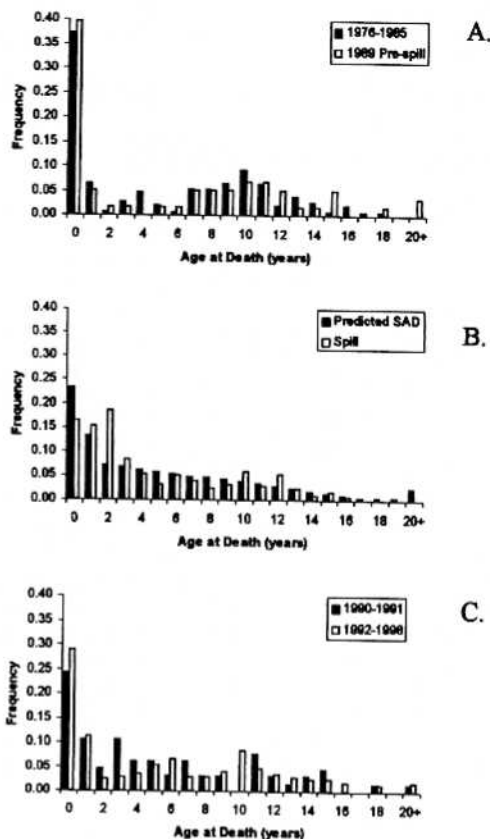 A.
1976-1985
1989 Pre-spill
Frequency
0.40
0.35
0.30
0.25
0.20
0.15
0.10
0.05
0.00
0 2 4 6 8 10 12 14 16 18 20+
Age at Death (years)
B.
Predicted SAD
Spill
Frequency
0.40
0.35
0.30
0.25
0.20
0.15
0.10
0.05
0.00
0 2 4 6 8 10 12 14 16 18 20+
Age at Death (years)
C.
1990-1991
1992-1998
Frequency
0.40
0.35
0.30
0.25
0.20
0.15
0.10
0.05
0.00
0 2 4 6 8 10 12 14 16 18 20+
Age at Death (years)